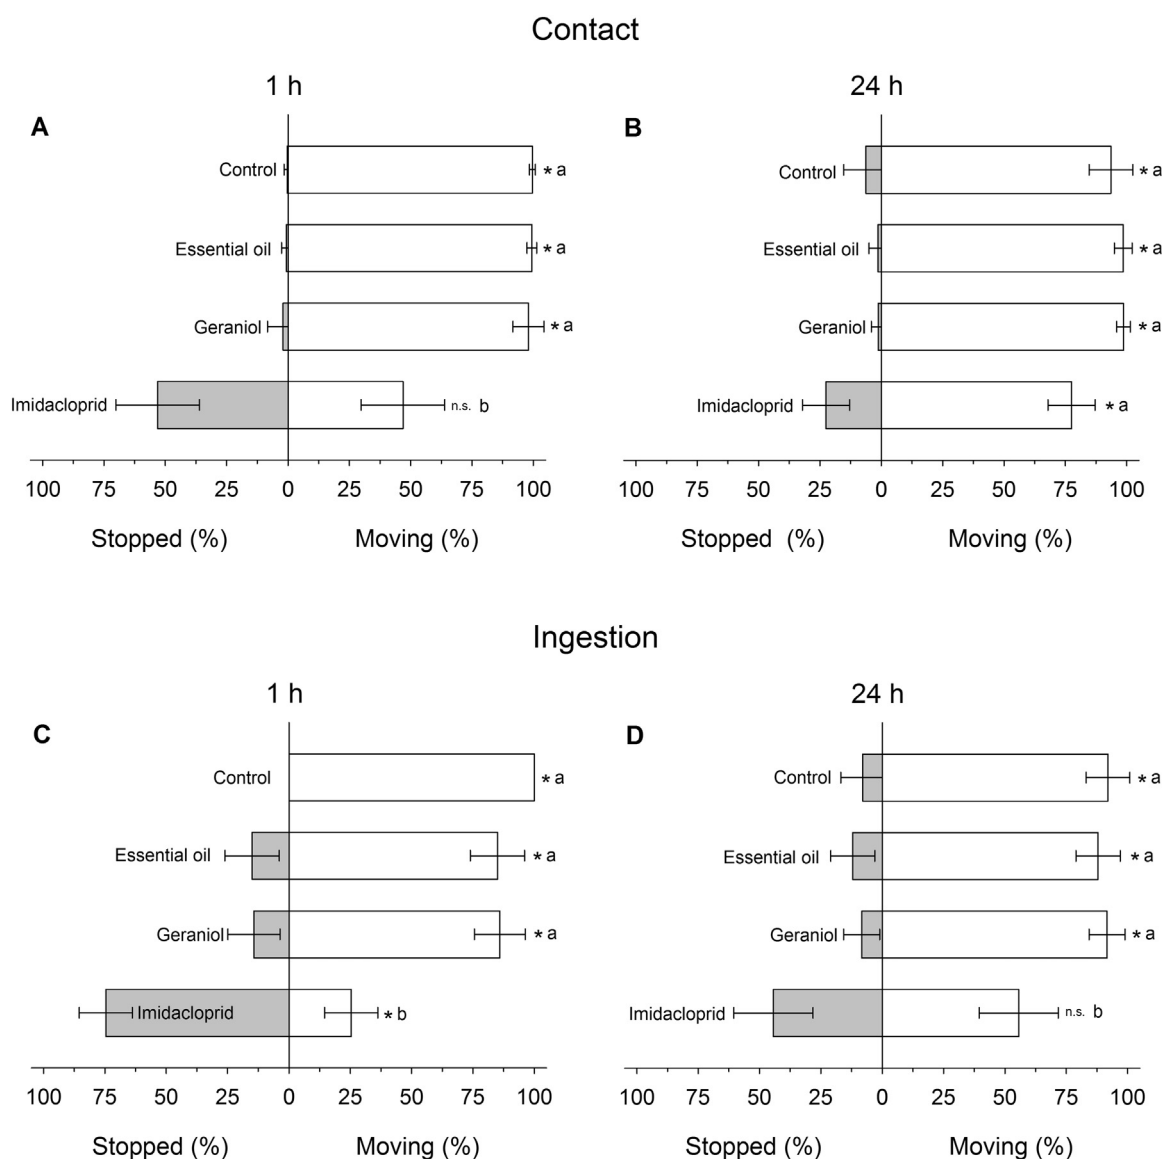 Contact
1 h
24 h
A
B
Control
* a
Control
* a
Essential oil
* a
Essential oil
* a
Geraniol
* a
Geraniol
* a
Imidacloprid
n.s. b
Imidacloprid
* a
100 75 50 25 0 25 50 75 100
100 75 50 25 0 25 50 75 100
Stopped (%)
Moving (%)
Stopped (%)
Moving (%)
Ingestion
1 h
24 h
C
D
Control
* a
Control
* a
Essential oil
* a
Essential oil
* a
Geraniol
* a
Geraniol
* a
Imidacloprid
* b
Imidacloprid
n.s. b
100 75 50 25 0 25 50 75 100
100 75 50 25 0 25 50 75 100
Stopped (%)
Moving (%)
Stopped (%)
Moving (%)